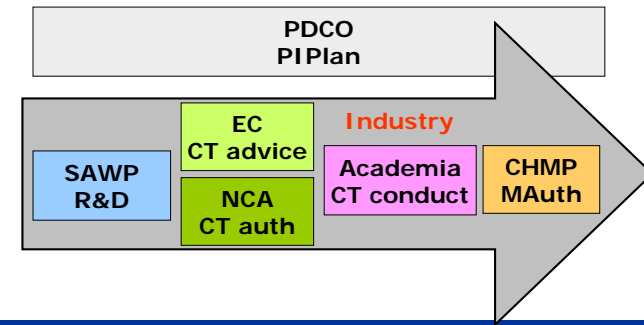 PDCO
PIPlan
EC
CT advice
Industry
SAWP
R&D
NCA
CT auth
Academia
CT conduct
CHMP
MAuth